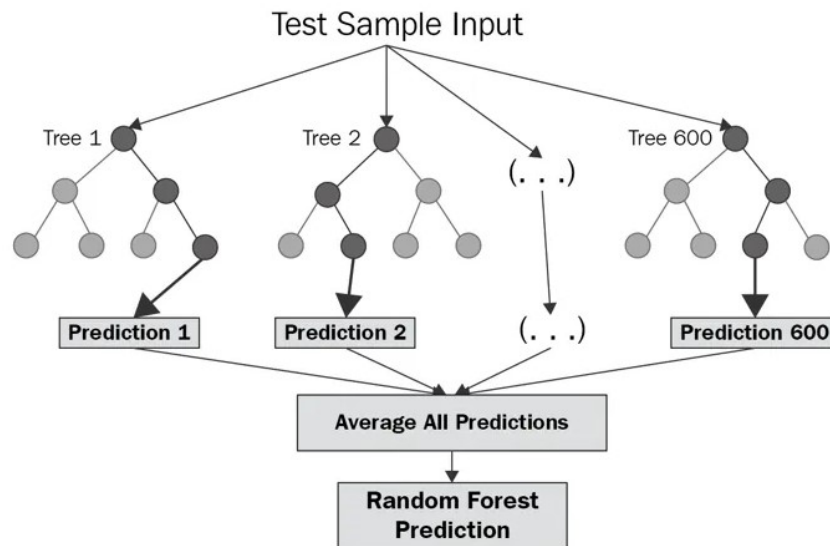 Test Sample Input
Tree 1
Tree 2
Tree 600
(. . .)
Prediction 1
Prediction 2
(. . .)
Prediction 600
Average All Predictions
Random Forest
Prediction